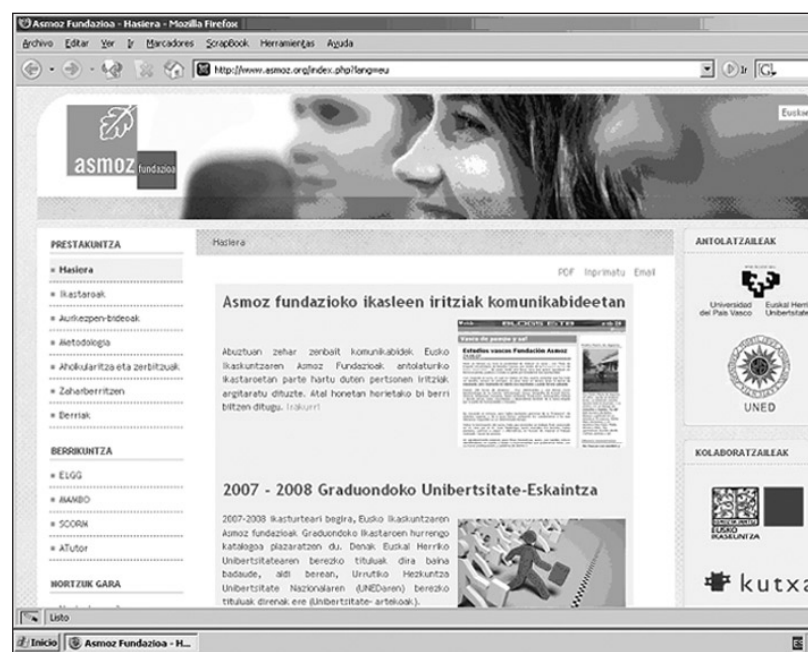 Asmoz Fundazioa - Hasiera - Mozilla Firefox
Archivo Editar Ver Ir Marcadores ScrapBook Herramientas Ayuda
http://www.asmoz.org/index.php?lang=eu
Ir
asmoz fundazioa
PRESTAKUNTZA
Hasiera
Ikastaroak
Aurkezpen-bideoak
Metodologia
Aholkularitza eta zerbitzuak
Zaharberritzen
Berriak
BERRIKUNTZA
ELGG
MAMBO
SCORM
ATutor
NORTZUK GARA
Hasiera
PDF Inprimatu Email
Asmoz fundazioko ikasleen iritziak komunikabideetan
Abuztuan zehar zenbait komunikabidek Eusko
Ikaskuntzaren Asmoz Fundazioak antolaturiko
ikastaroetan parte hartu duten pertsonen iritziak
argitaratu dituzte. Atal honetan horietako bi berri
biltzen ditugu. Irakurri
Estudios vascos Fundación Asmoz
2007 - 2008 Graduondoko Unibertsitate-Eskaintza
2007-2008 ikasturteari begira, Eusko Ikaskuntzaren
Asmoz fundazioak Graduondoko Ikastaroen hurrengo
katalogoa plazaratzen du. Denak Euskal Herriko
Unibertsitatearen berezko tituluak dira baina
badaude, aldi berean, Urrutiko Hezkuntza
Unibertsitate Nazionalaren (UNEDaren) berezko
tituluak direnak ere (Unibertsitate- artekoak).
ANTOLATZAILEAK
Universidad Euskal Herri
del País Vasco Unibertsitate
UNED
KOLABORATZAILEAK
EUSKO
IKASKUNTZA
kutxa
Listo
Inicio
Asmoz Fundazioa - H...
ES